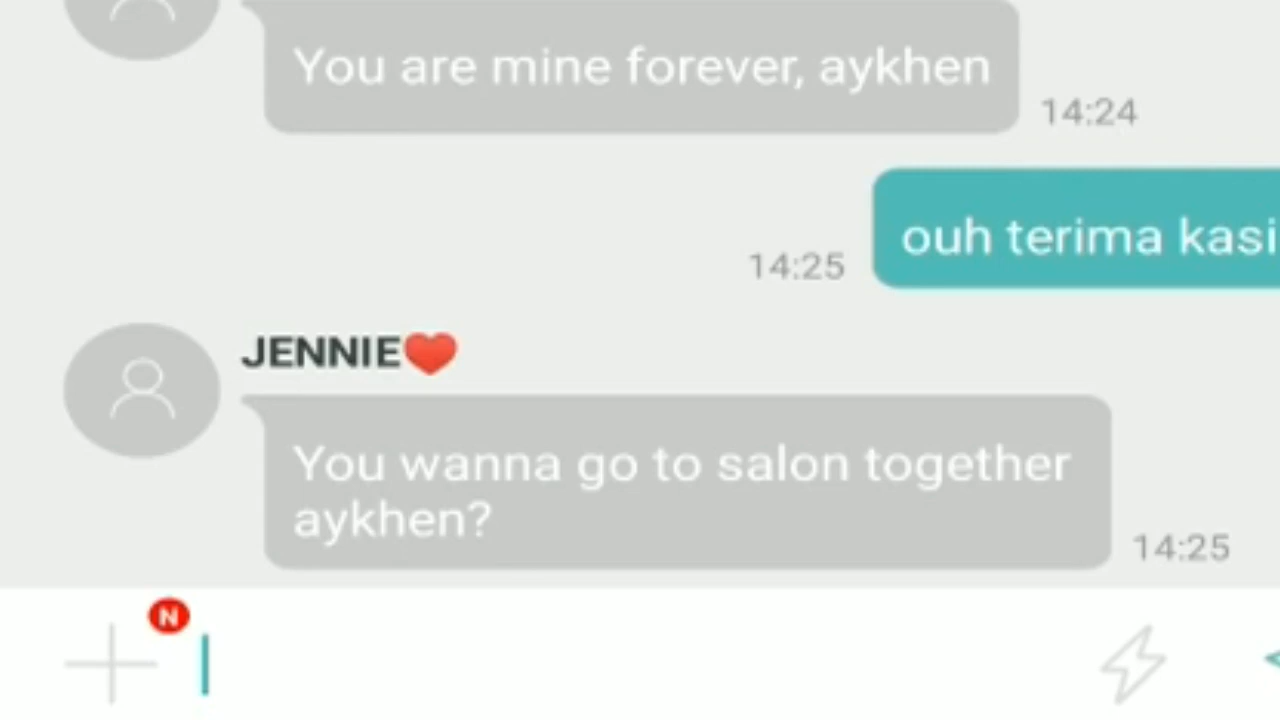 You are mine forever, aykhen
14:24
ouh terima kasi
14:25
JENNIE❤️
You wanna go to salon together
aykhen?
14:25
N